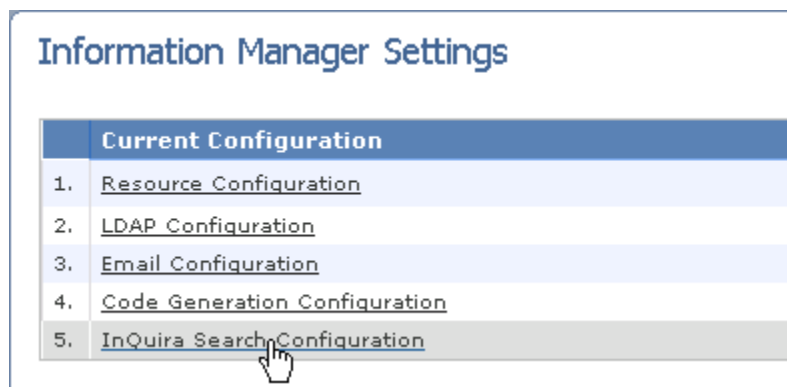 Information Manager Settings
Current Configuration
1. Resource Configuration
2. LDAP Configuration
3. Email Configuration
4. Code Generation Configuration
5. InQuira Search Configuration